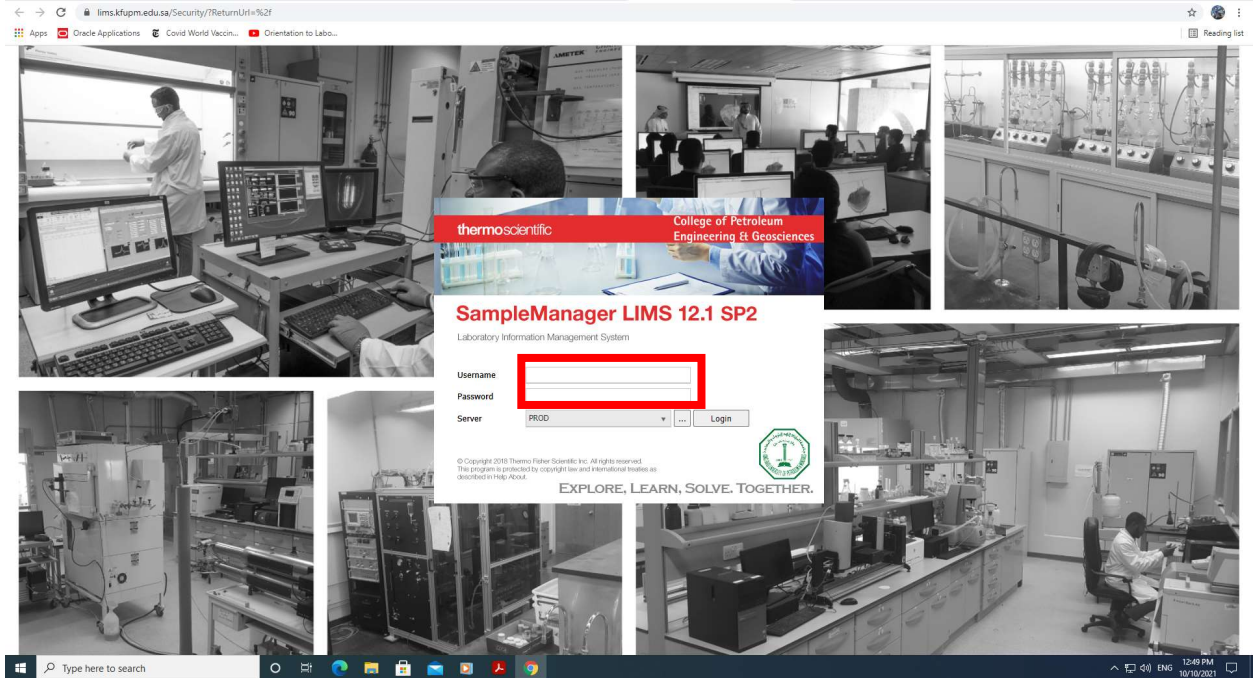 lims.kfupm.edu.sa/Security/?ReturnUrl=%2f
Apps
Oracle Applications
Covid World Vaccin...
Orientation to Labo...
Reading list
AMETEK
thermoscientific
College of Petroleum
Engineering & Geosciences
SampleManager LIMS 12.1 SP2
Laboratory Information Management System
Username
Password
Server
PROD
...
Login
© Copyright 2018 Thermo Fisher Scientific Inc. All rights reserved.
This program is protected by copyright law and international treaties as
described in Help About.
EXPLORE, LEARN, SOLVE. TOGETHER.
Type here to search
ENG
12:49 PM
10/10/2021